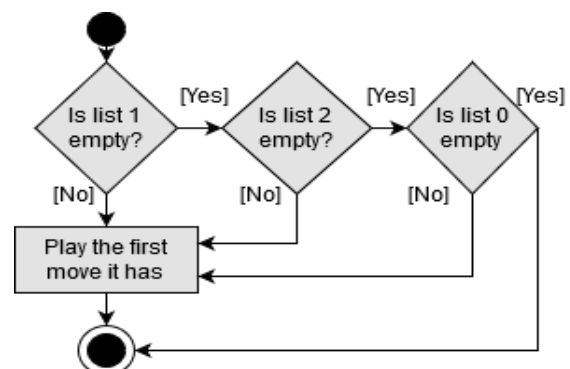 Is list 1
empty?
[Yes]
Is list 2
empty?
[Yes]
Is list 0
empty
[Yes]
[No]
[No]
[No]
Play the first
move it has